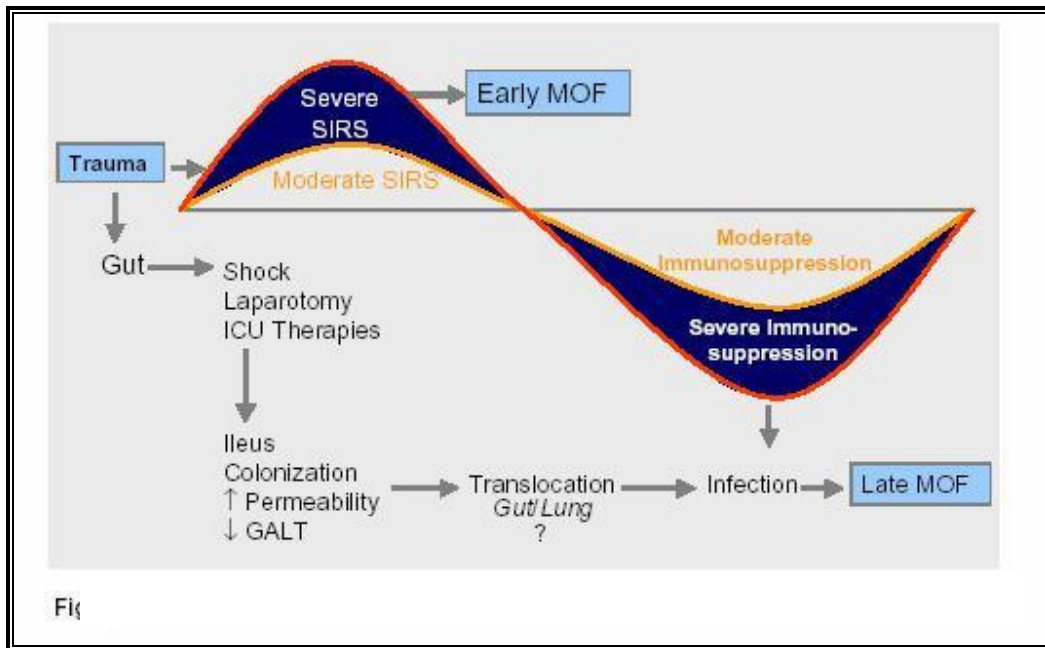 Severe
SIRS
Early MOF
Trauma
Moderate SIRS
Gut
Shock
Laparotomy
ICU Therapies
Moderate
Immunosuppression
Severe Immuno-
suppression
Ileus
Colonization
↑ Permeability
↓ GALT
Translocation
Gut/Lung
?
Infection
Late MOF